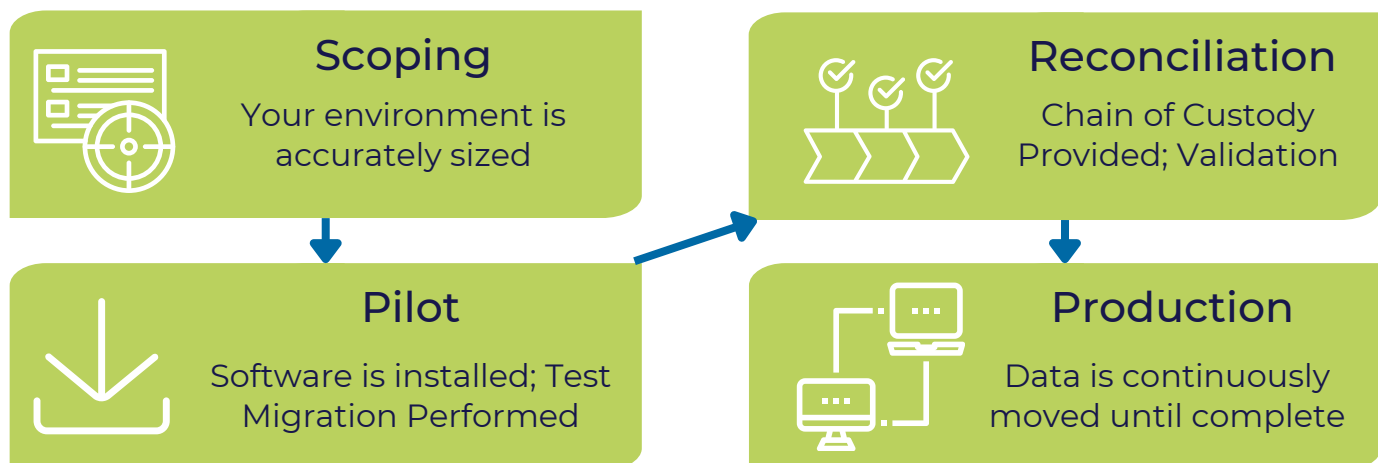 Scoping
Your environment is
accurately sized
Pilot
Software is installed; Test
Migration Performed
Reconciliation
Chain of Custody
Provided; Validation
Production
Data is continuously
moved until complete